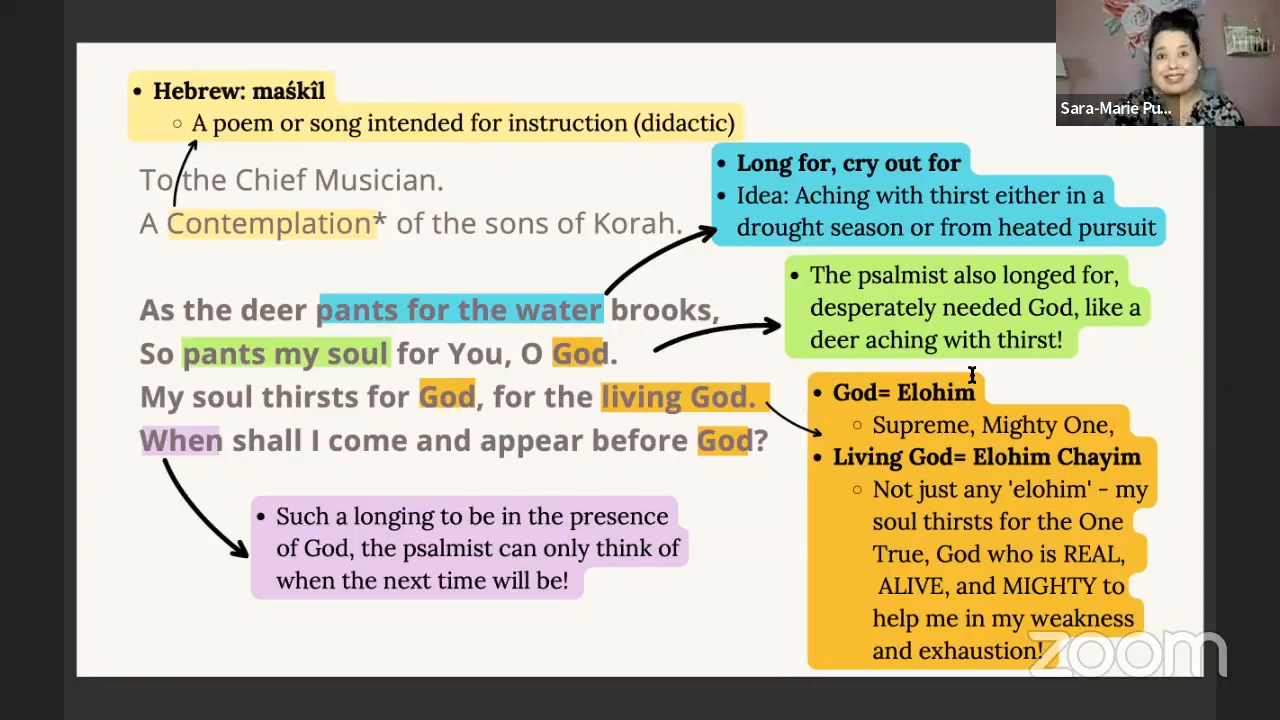 • Hebrew: maśkîl
○ A poem or song intended for instruction (didactic)
To the Chief Musician.
A Contemplation* of the sons of Korah.
As the deer pants for the water brooks,
So pants my soul for You, O God.
My soul thirsts for God, for the living God.
When shall I come and appear before God?
• Long for, cry out for
• Idea: Aching with thirst either in a
drought season or from heated pursuit
• The psalmist also longed for,
desperately needed God, like a
deer aching with thirst!
• God= Elohim
○ Supreme, Mighty One,
• Living God= Elohim Chayim
○ Not just any 'elohim' - my
soul thirsts for the One
True, God who is REAL,
ALIVE, and MIGHTY to
help me in my weakness
and exhaustion!
• Such a longing to be in the presence
of God, the psalmist can only think of
when the next time will be!
Sara-Marie Pu...
zoom